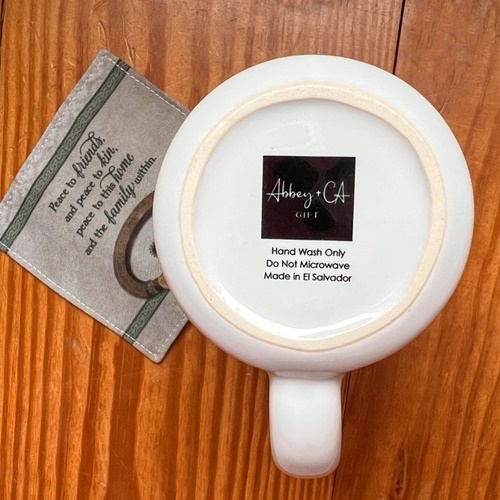 Peace to friends,
and peace to kin,
peace to this home
and the family within.
Abbey + CA
GIFT
Hand Wash Only
Do Not Microwave
Made in El Salvador